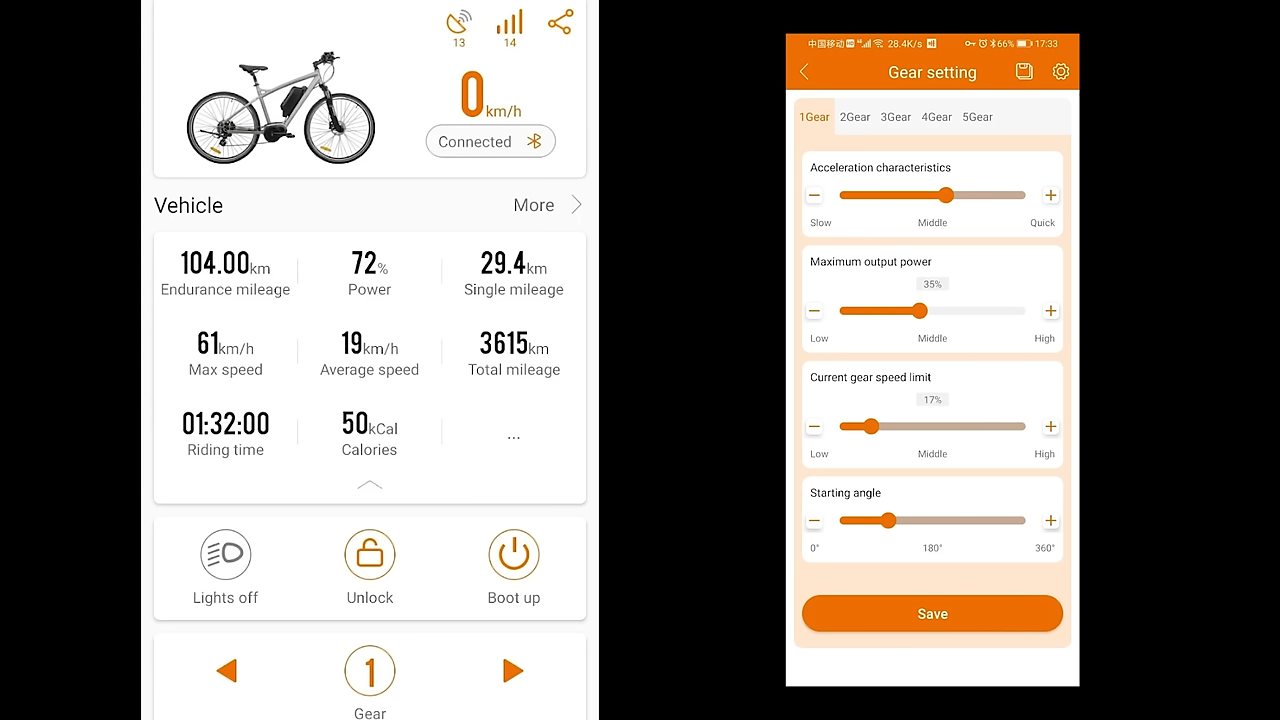 13
14
0 km/h
Connected
Vehicle
More
104.00km
72%
29.4km
Endurance mileage
Power
Single mileage
61km/h
19km/h
3615km
Max speed
Average speed
Total mileage
01:32:00
50kCal
...
Riding time
Calories
Lights off
Unlock
Boot up
1
Gear
中国移动 28.4K/s 66% 17:33
Gear setting
1Gear 2Gear 3Gear 4Gear 5Gear
Acceleration characteristics
Slow Middle Quick
Maximum output power
35%
Low Middle High
Current gear speed limit
17%
Low Middle High
Starting angle
0° 180° 360°
Save